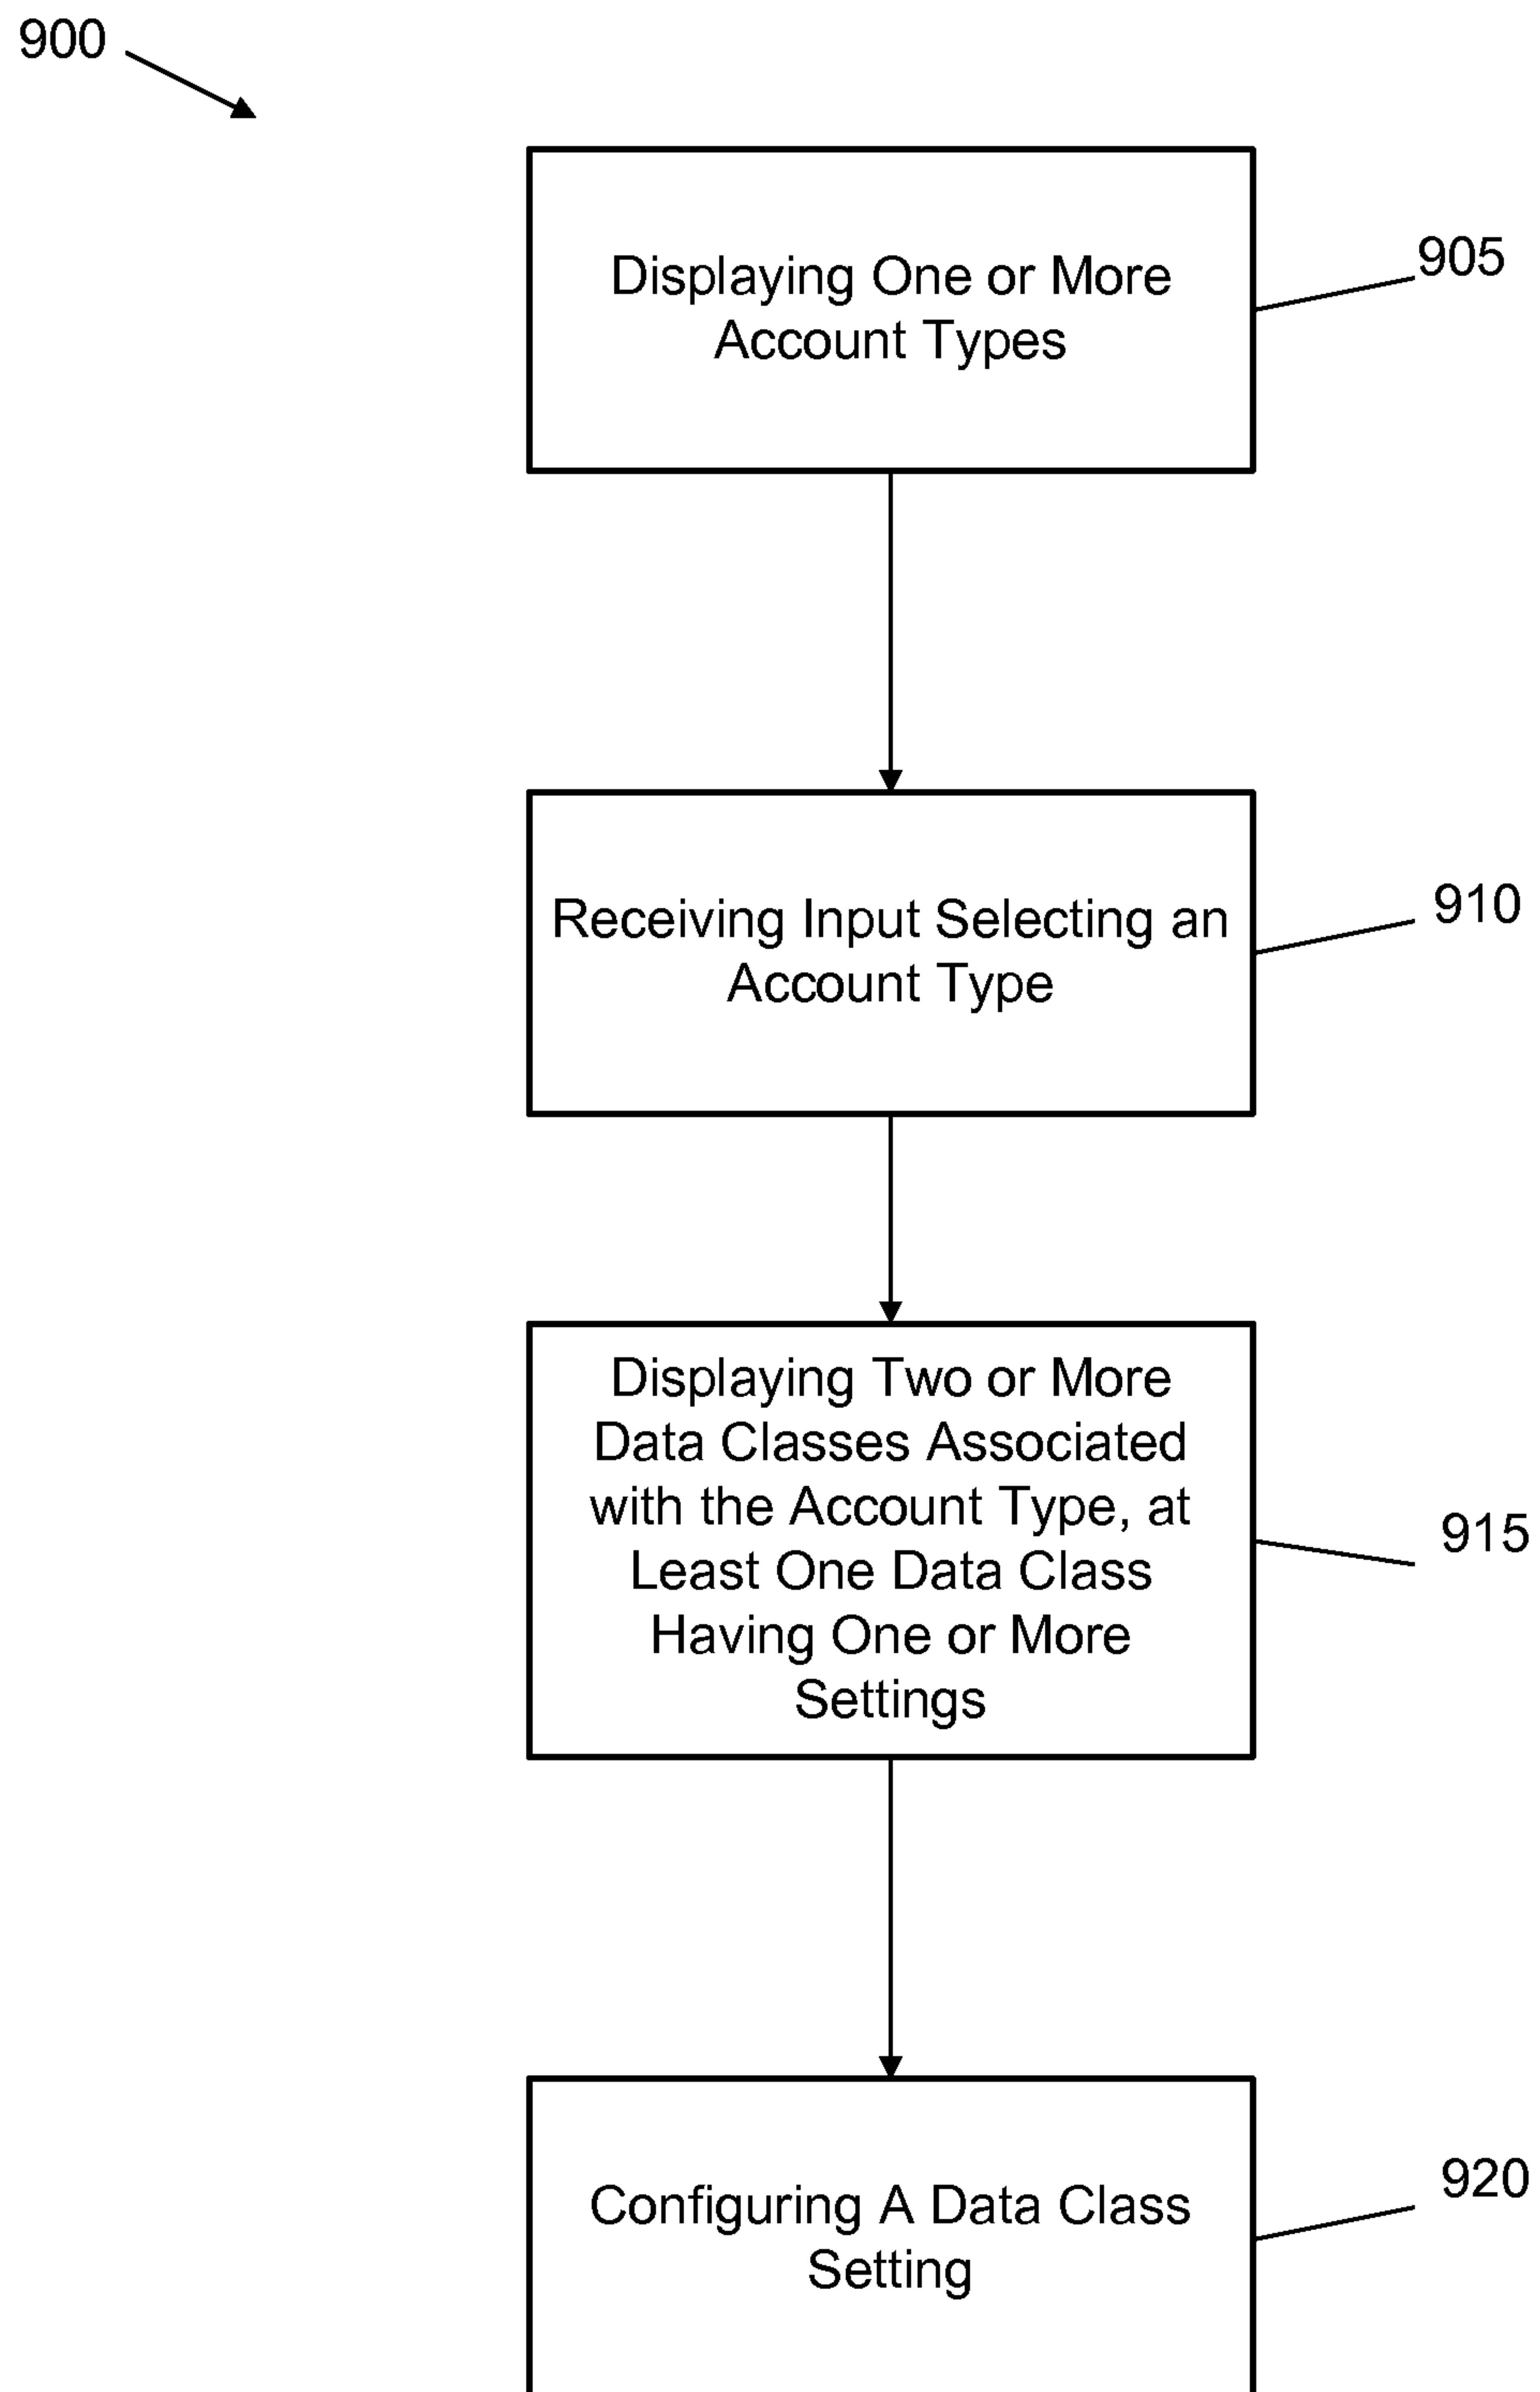 900
Displaying One or More
Account Types
905
Receiving Input Selecting an
Account Type
910
Displaying Two or More
Data Classes Associated
with the Account Type, at
Least One Data Class
Having One or More
Settings
915
Configuring A Data Class
Setting
920